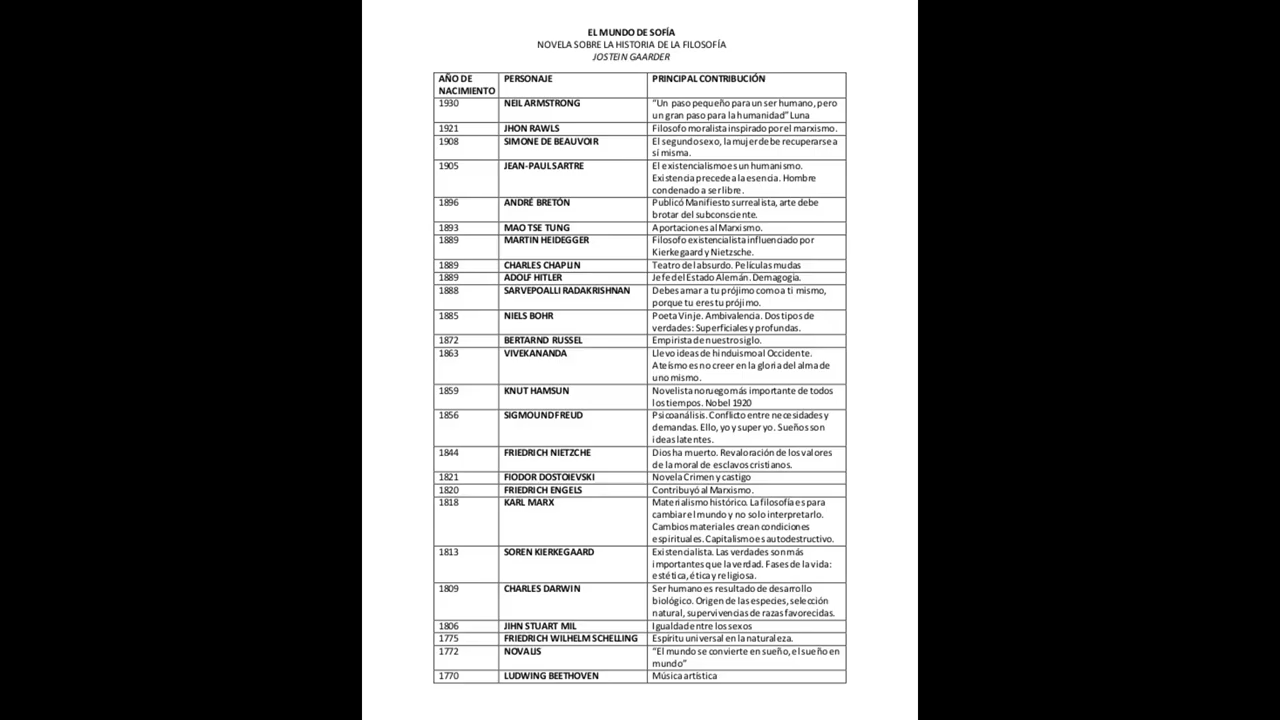 EL MUNDO DE SOFÍA
NOVELA SOBRE LA HISTORIA DE LA FILOSOFÍA
JOSTEIN GAARDER
AÑO DE NACIMIENTO PERSONAJE PRINCIPAL CONTRIBUCIÓN
1930 NEIL ARMSTRONG "Un paso pequeño para un ser humano, pero
un gran paso para la humanidad" Luna
1921 JHON RAWLS Filosofo moralista inspirado por el marxismo.
1908 SIMONE DE BEAUVOIR El segundo sexo, la mujer debe recuperarse a
sí misma.
1905 JEAN-PAUL SARTRE El existencialismo es un humanismo.
Existencia precede a la esencia. Hombre
condenado a ser libre.
1896 ANDRÉ BRETÓN Publicó Manifiesto surrealista, arte debe
brotar del subconsciente.
1893 MAO TSE TUNG Aportaciones al Marxismo.
1889 MARTIN HEIDEGGER Filosofo existencialista influenciado por
Kierkegaard y Nietzsche.
1889 CHARLES CHAPLIN Teatro del absurdo. Películas mudas
1889 ADOLF HITLER Jefe del Estado Alemán. Demagogia.
1888 SARVEPOALLI RADAKRISHNAN Debes amar a tu prójimo como a ti mismo,
porque tu eres tu prójimo.
1885 NIELS BOHR Poeta Vinje. Ambivalencia. Dos tipos de
verdades: Superficiales y profundas.
1872 BERTARND RUSSEL Empirista de nuestro siglo.
1863 VIVEKANANDA Llevo ideas de hinduismo al Occidente.
Ateísmo es no creer en la gloria del alma de
uno mismo.
1859 KNUT HAMSUN Novelista noruego más importante de todos
los tiempos. Nobel 1920
1856 SIGMOUND FREUD Psicoanálisis. Conflicto entre necesidades y
demandas. Ello, yo y super yo. Sueños son
ideas latentes.
1844 FRIEDRICH NIETZCHE Dios ha muerto. Revaloración de los valores
de la moral de esclavos cristianos.
1821 FIODOR DOSTOIEVSKI Novela Crimen y castigo
1820 FRIEDRICH ENGELS Contribuyó al Marxismo.
1818 KARL MARX Materialismo histórico. La filosofía es para
cambiar el mundo y no solo interpretarlo.
Cambios materiales crean condiciones
espirituales. Capitalismo es autodestructivo.
1813 SOREN KIERKEGAARD Existencialista. Las verdades son más
importantes que la verdad. Fases de la vida:
estética, ética y religiosa.
1809 CHARLES DARWIN Ser humano es resultado de desarrollo
biológico. Origen de las especies, selección
natural, supervivencias de razas favorecidas.
1806 JIHN STUART MIL Igualdad entre los sexos
1775 FRIEDRICH WILHELM SCHELLING Espíritu universal en la naturaleza.
1772 NOVALIS "El mundo se convierte en sueño, el sueño en
mundo"
1770 LUDWING BEETHOVEN Música artística